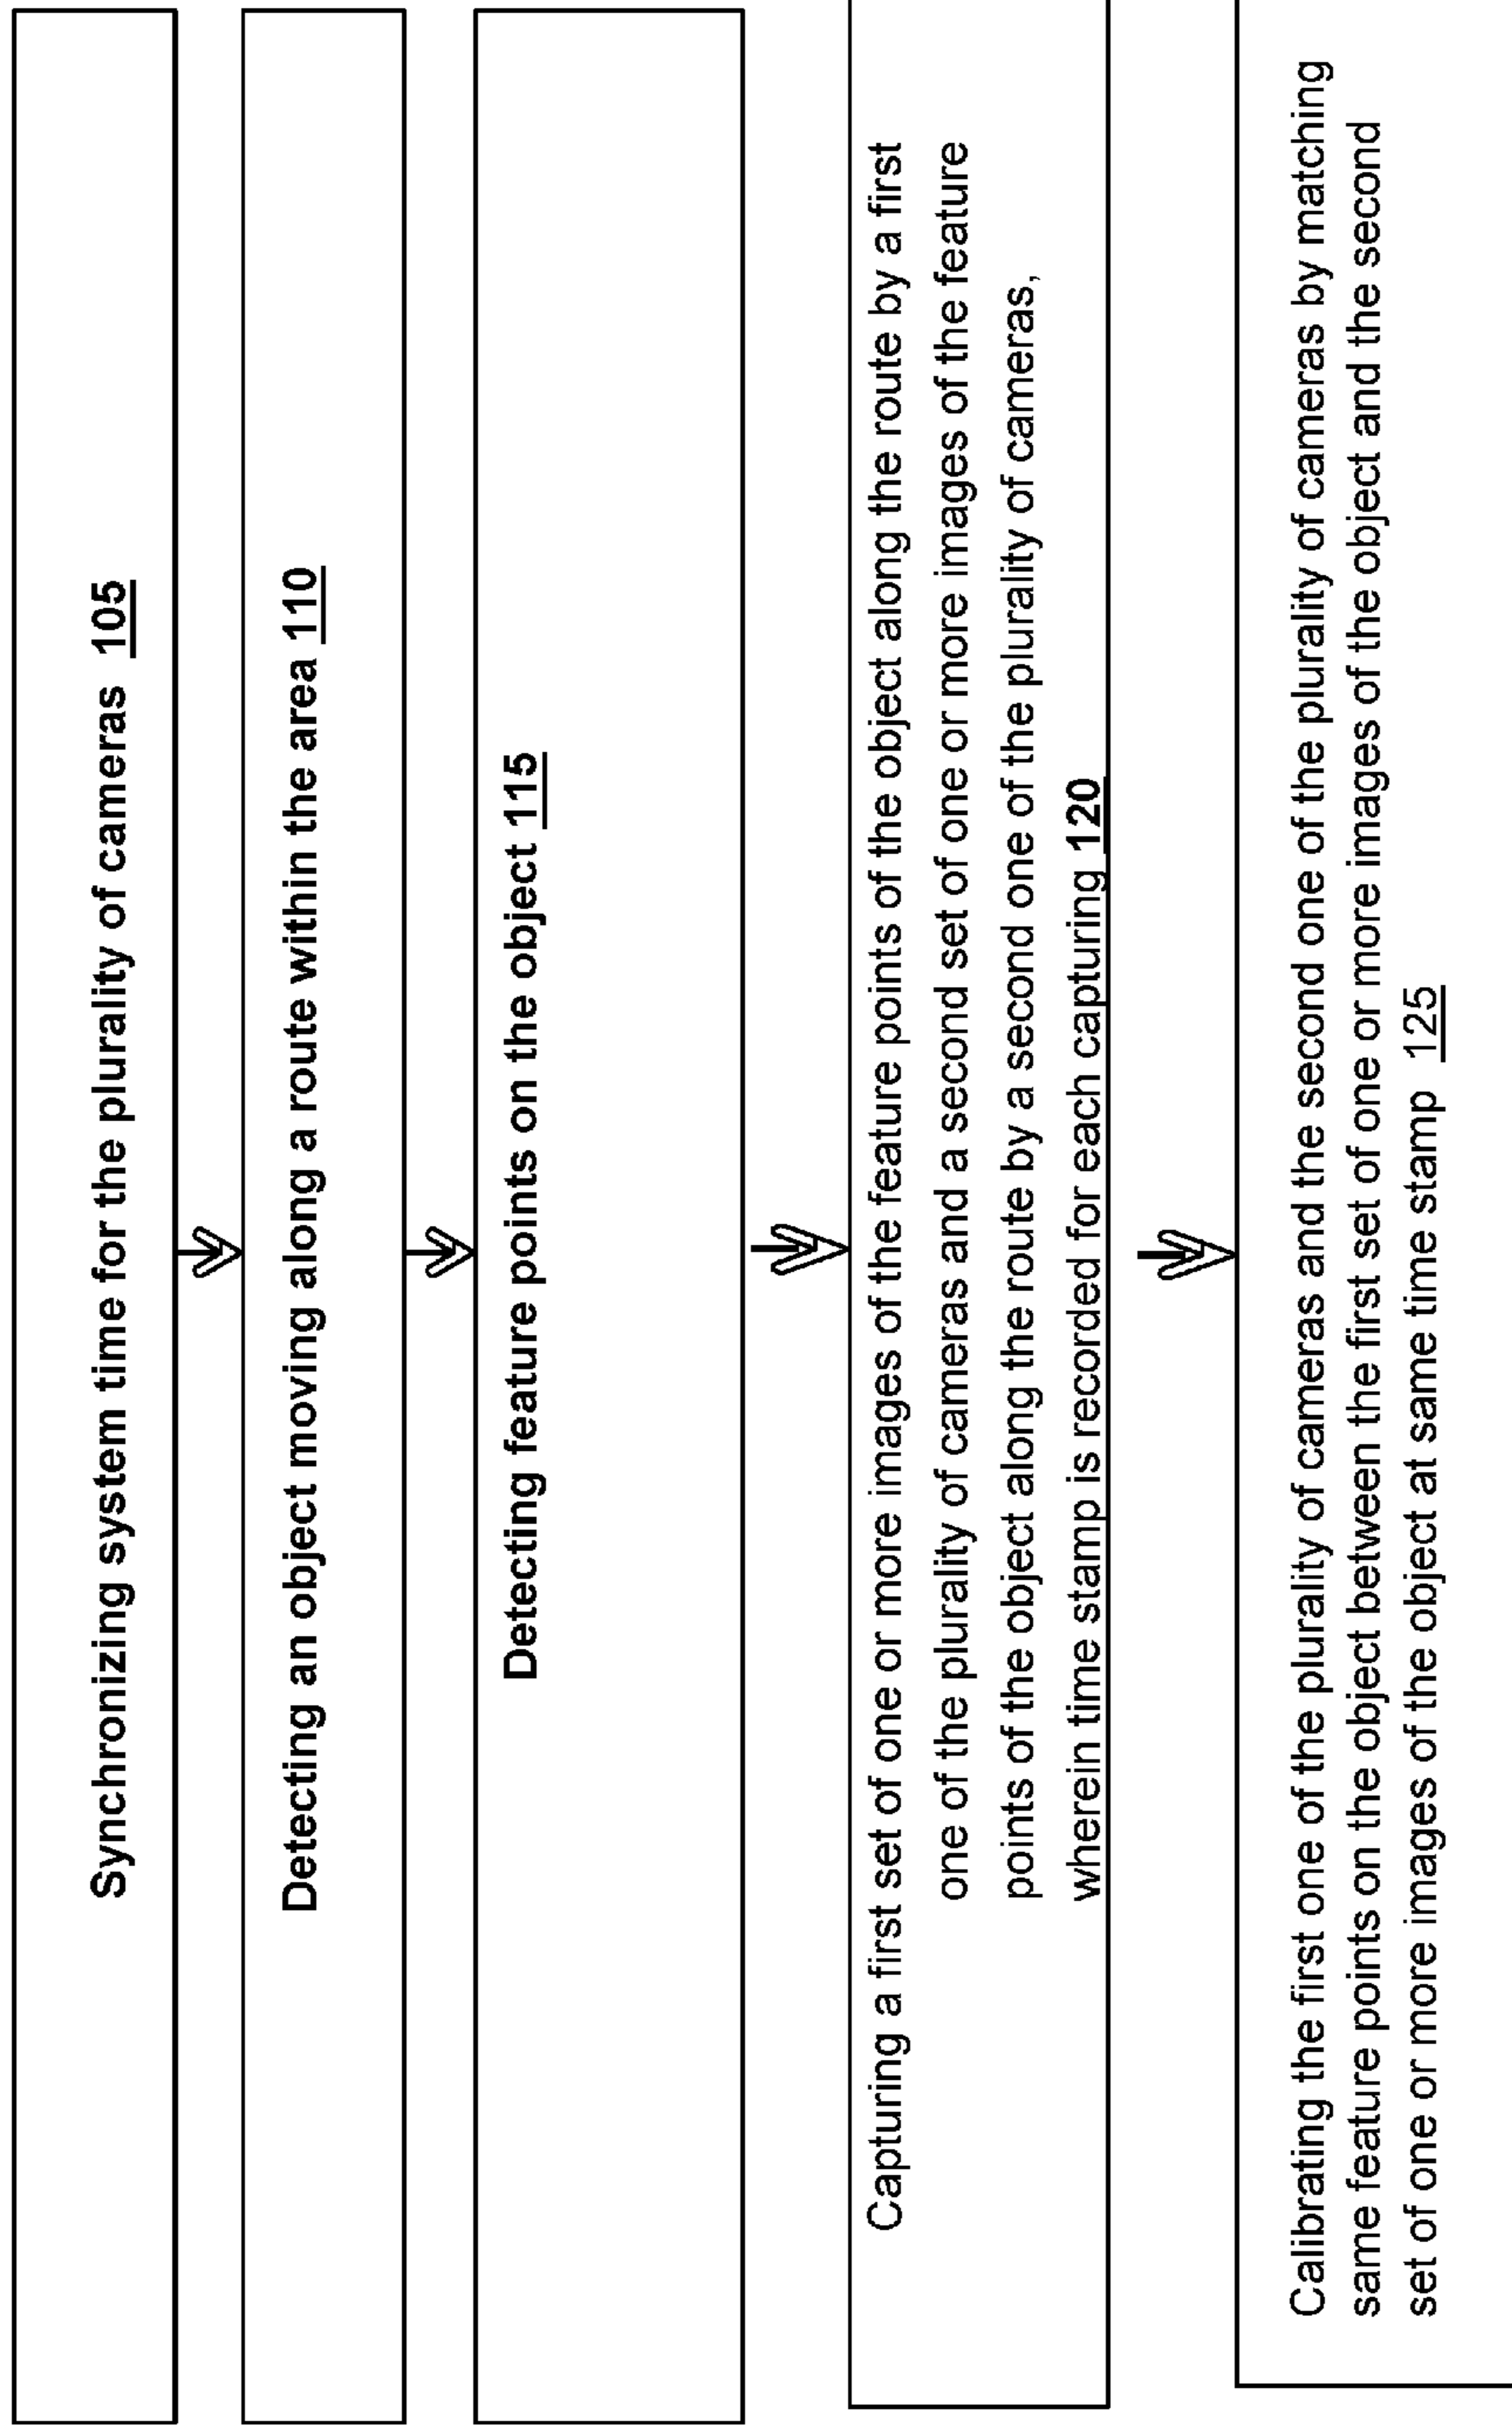 Synchronizing system time for the plurality of cameras 105
Detecting an object moving along a route within the area 110
Detecting feature points on the object 115
Capturing a first set of one or more images of the feature points of the object along the route by a first
one of the plurality of cameras and a second set of one or more images of the feature
points of the object along the route by a second one of the plurality of cameras,
wherein time stamp is recorded for each capturing 120
Calibrating the first one of the plurality of cameras and the second one of the plurality of cameras by matching
same feature points on the object between the first set of one or more images of the object and the second
set of one or more images of the object at same time stamp 125